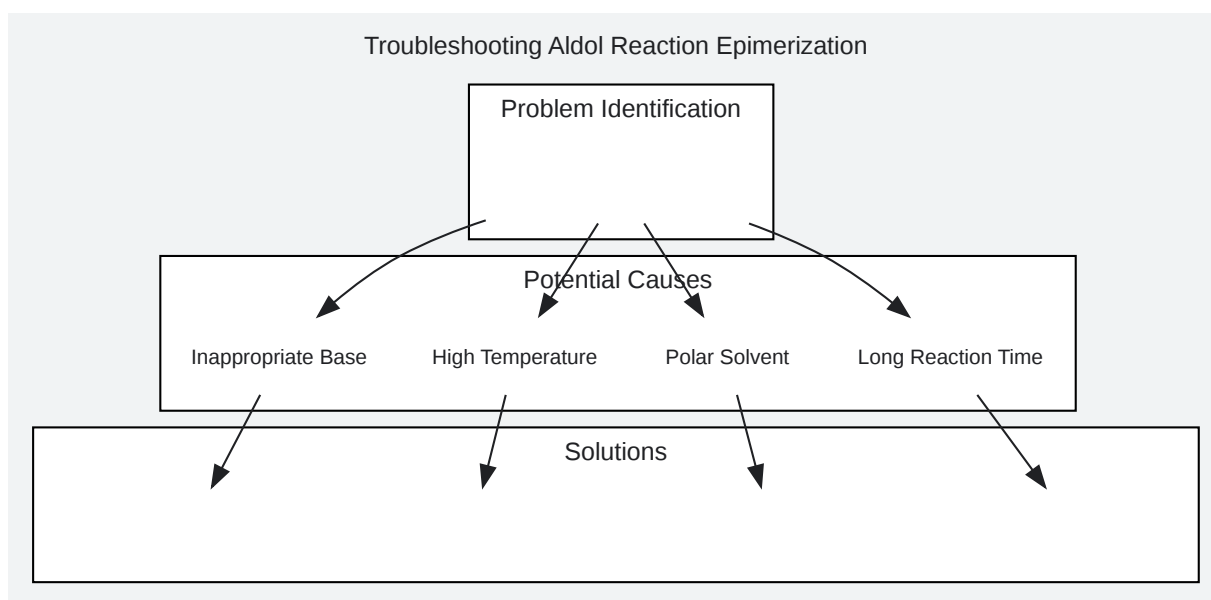 Troubleshooting Aldol Reaction Epimerization
Problem Identification
Potential Causes
Inappropriate Base
High Temperature
Polar Solvent
Long Reaction Time
Solutions